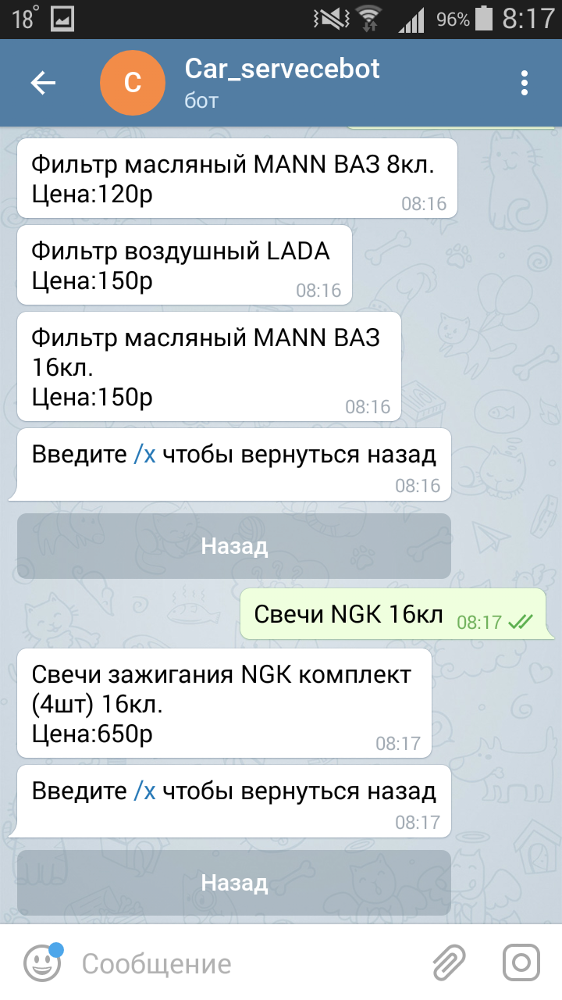 18°
96% 8:17
C
Car_servecebot
бот
Фильтр масляный MANN ВАЗ 8кл.
Цена:120р
08:16
Фильтр воздушный LADA
Цена:150р
08:16
Фильтр масляный MANN ВАЗ
16кл.
Цена:150р
08:16
Введите /x чтобы вернуться назад
08:16
Назад
Свечи NGK 16кл 08:17
Свечи зажигания NGK комплект
(4шт) 16кл.
Цена:650р
08:17
Введите /x чтобы вернуться назад
08:17
Назад
Сообщение